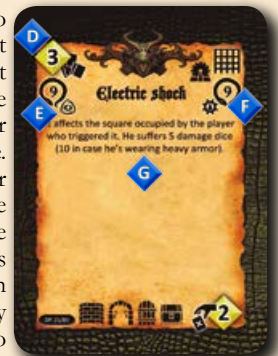 D
3
9
9
Electric shock
E
F
affects the square occupied by the player
who triggered it. He suffers 5 damage dice
(10 in case he's wearing heavy armor).
G
2